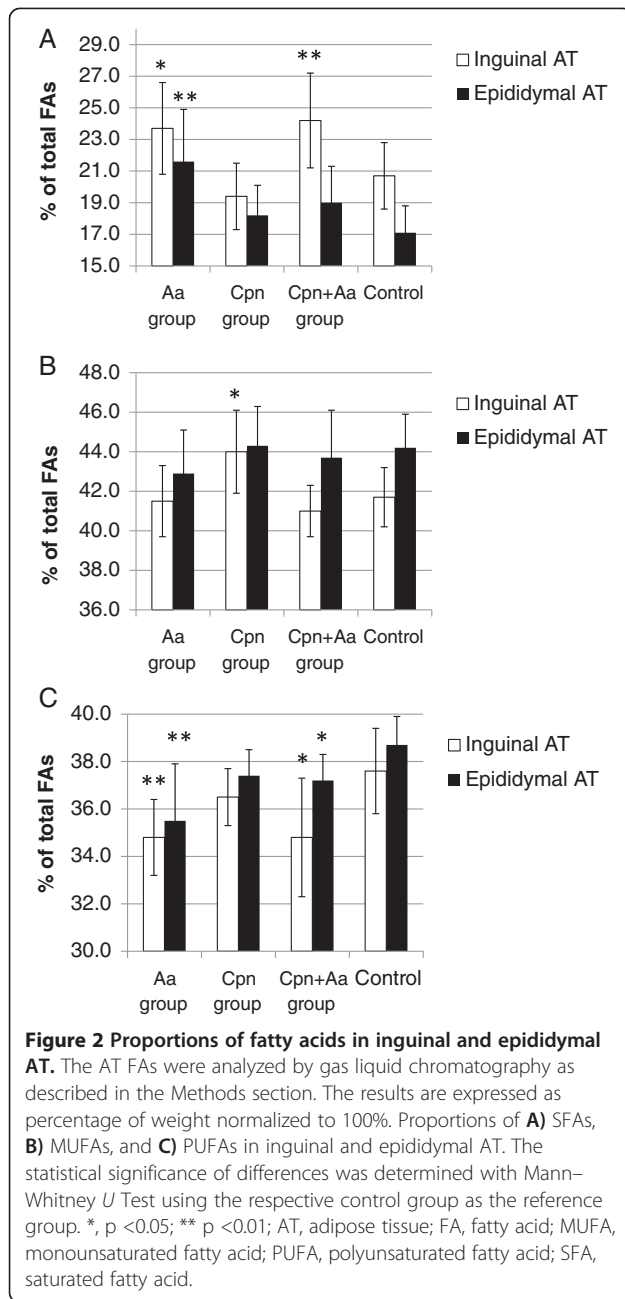 A
29.0
27.0
25.0
23.0
21.0
19.0
17.0
15.0
% of total FAs
* ** **
Inguinal AT
Epididymal AT
Aa group
Cpn group
Cpn+Aa group
Control
B
48.0
46.0
44.0
42.0
40.0
38.0
36.0
% of total FAs
*
Inguinal AT
Epididymal AT
Aa group
Cpn group
Cpn+Aa group
Control
C
40.0
38.0
36.0
34.0
32.0
30.0
% of total FAs
** ** * *
Inguinal AT
Epididymal AT
Aa group
Cpn group
Cpn+Aa group
Control
Figure 2 Proportions of fatty acids in inguinal and epididymal
AT. The AT FAs were analyzed by gas liquid chromatography as
described in the Methods section. The results are expressed as
percentage of weight normalized to 100%. Proportions of A) SFAs,
B) MUFAs, and C) PUFAs in inguinal and epididymal AT. The
statistical significance of differences was determined with Mann–
Whitney U Test using the respective control group as the reference
group. *, p <0.05; ** p <0.01; AT, adipose tissue; FA, fatty acid; MUFA,
monounsaturated fatty acid; PUFA, polyunsaturated fatty acid; SFA,
saturated fatty acid.